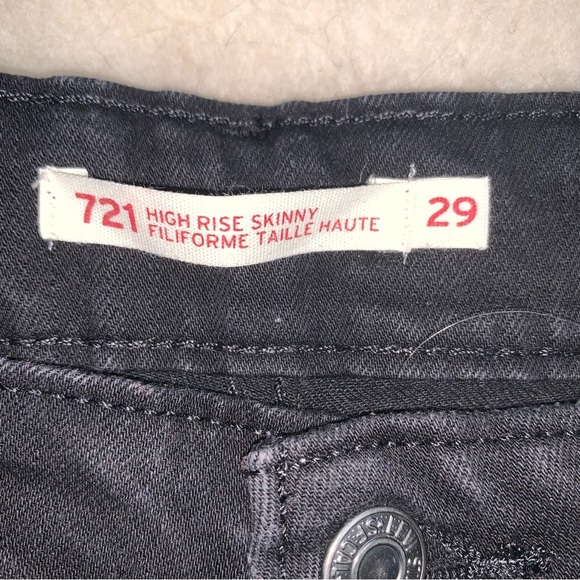 721 HIGH RISE SKINNY
FILIFORME TAILLE HAUTE
29